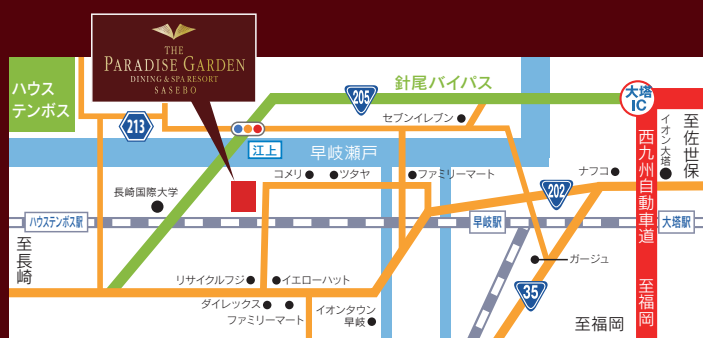 THE
PARADISE GARDEN
DINING & SPA RESORT
SASEBO
ハウス
テンボス
213
205
針尾バイパス
大塔
IC
セブンイレブン
江上
早岐瀬戸
イオン大塔
至佐世保
西九州自動車道
コメリ
ツタヤ
ファミリーマート
ナフコ
202
長崎国際大学
ハウステンボス駅
早岐駅
大塔駅
至長崎
ガージュ
リサイクルフジ
イエローハット
35
ダイレックス
ファミリーマート
イオンタウン
早岐
至福岡
至福岡